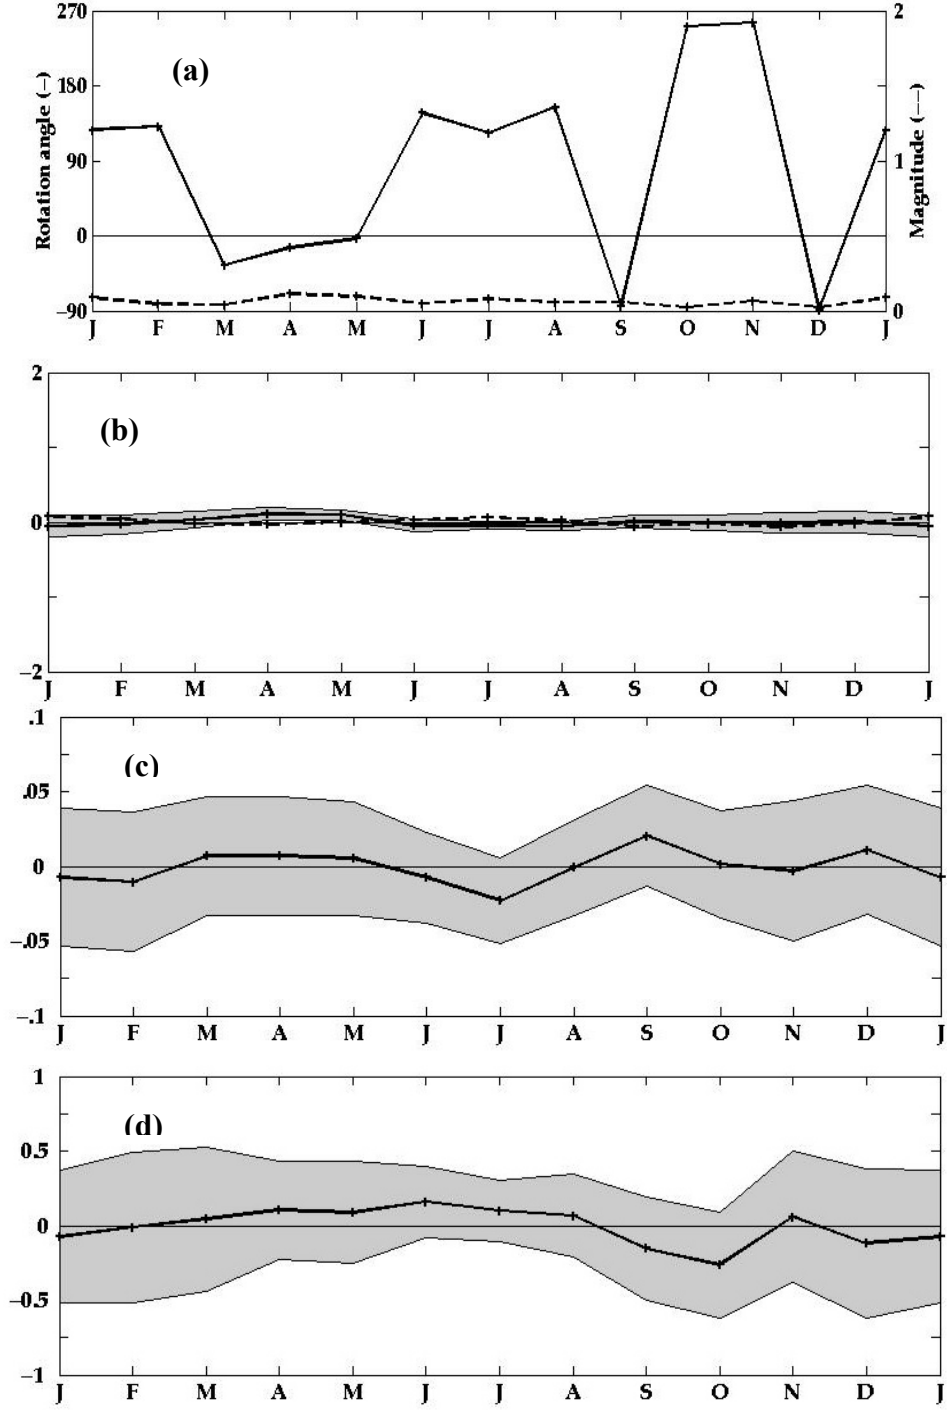 270 2
(a)
180
90 1
0
−90 0
Rotation angle (−)
Magnitude (−−)
J F M A M J J A S O N D J
2
(b)
0
−2
J F M A M J J A S O N D J
.1
(c)
.05
0
−.05
−.1
J F M A M J J A S O N D J
1
(d)
0.5
0
−0.5
−1
J F M A M J J A S O N D J